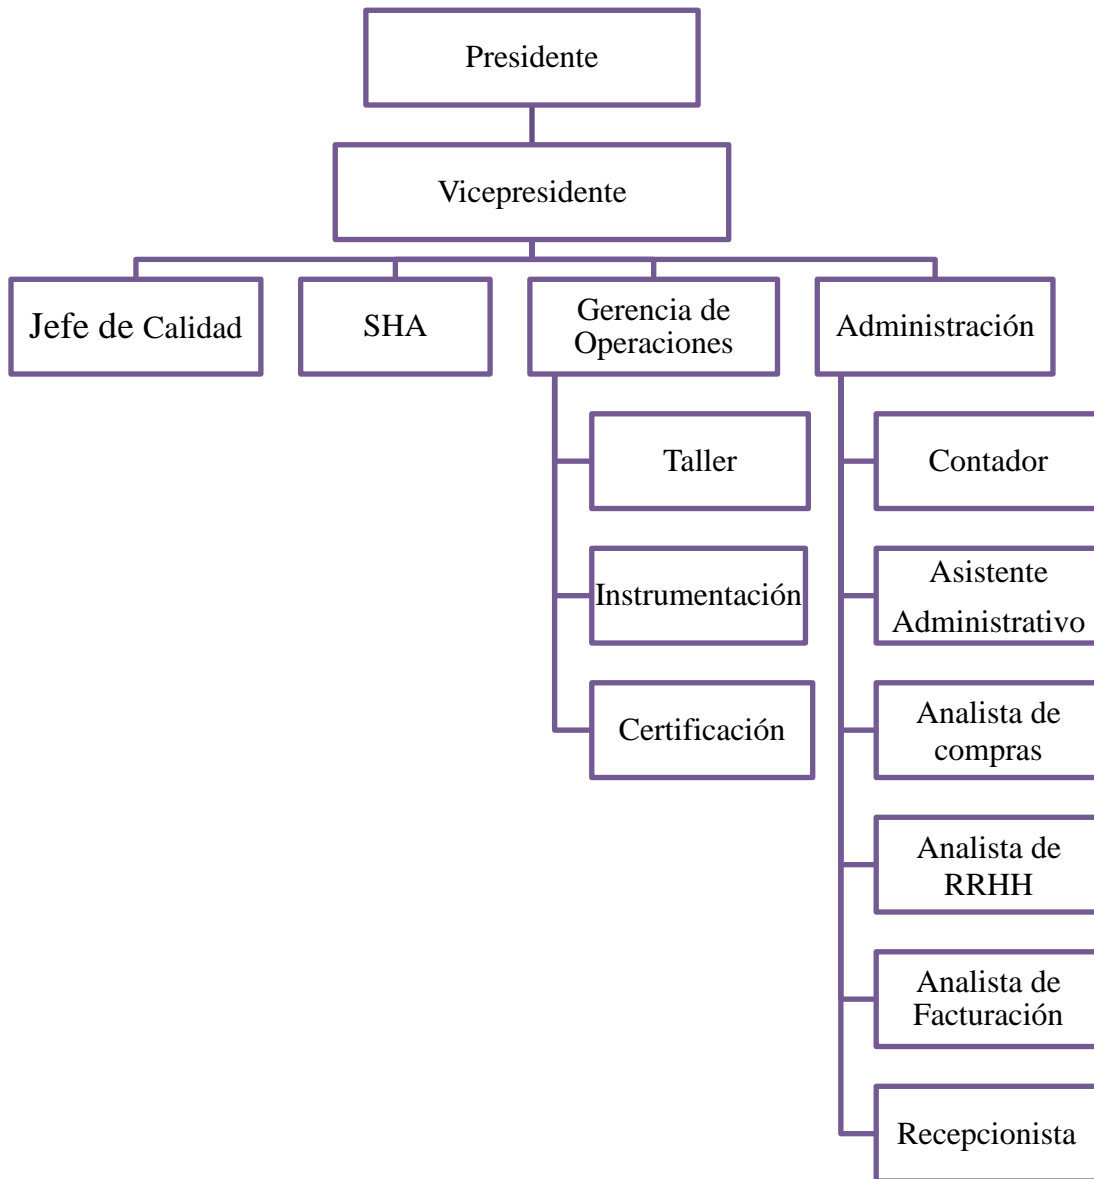 Presidente
Vicepresidente
Jefe de Calidad
SHA
Gerencia de
Operaciones
Administración
Taller
Instrumentación
Certificación
Contador
Asistente
Administrativo
Analista de
compras
Analista de
RRHH
Analista de
Facturación
Recepcionista